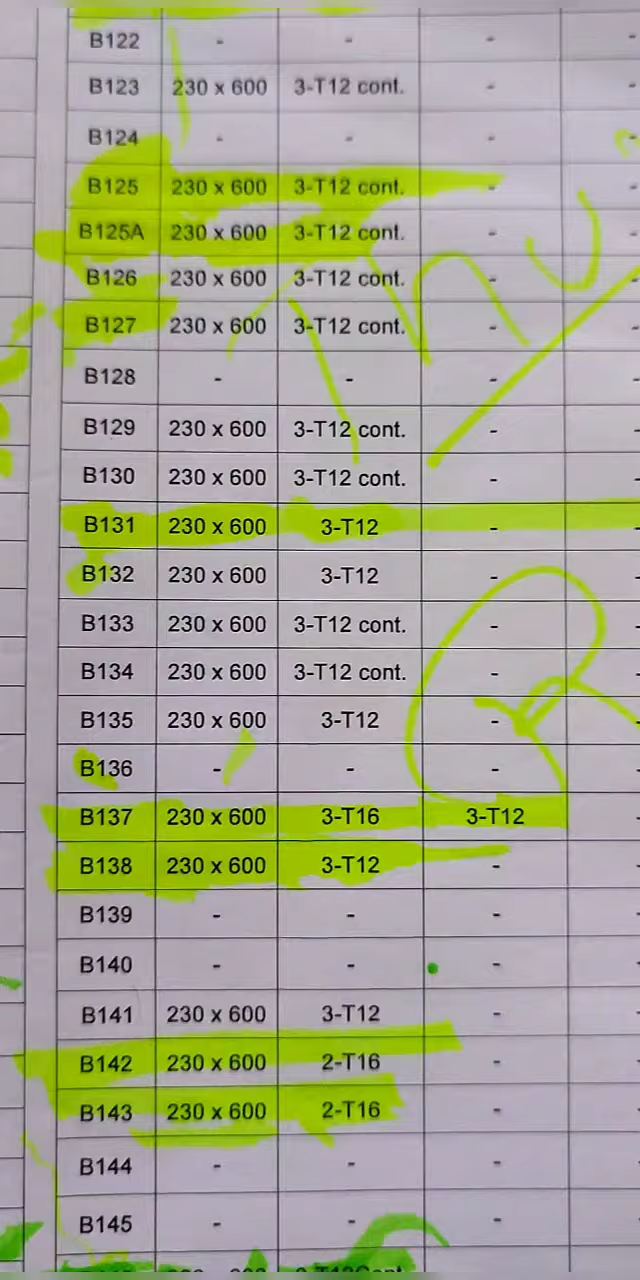 B122 - - - -
B123 230 x 600 3-T12 cont. - -
B124 - - - -
B125 230 x 600 3-T12 cont. - -
B125A 230 x 600 3-T12 cont. - -
B126 230 x 600 3-T12 cont. - -
B127 230 x 600 3-T12 cont. - -
B128 - - - -
B129 230 x 600 3-T12 cont. - -
B130 230 x 600 3-T12 cont. - -
B131 230 x 600 3-T12 - -
B132 230 x 600 3-T12 - -
B133 230 x 600 3-T12 cont. - -
B134 230 x 600 3-T12 cont. - -
B135 230 x 600 3-T12 - -
B136 - - - -
B137 230 x 600 3-T16 3-T12 -
B138 230 x 600 3-T12 - -
B139 - - - -
B140 - - - -
B141 230 x 600 3-T12 - -
B142 230 x 600 2-T16 - -
B143 230 x 600 2-T16 - -
B144 - - - -
B145 - - - -